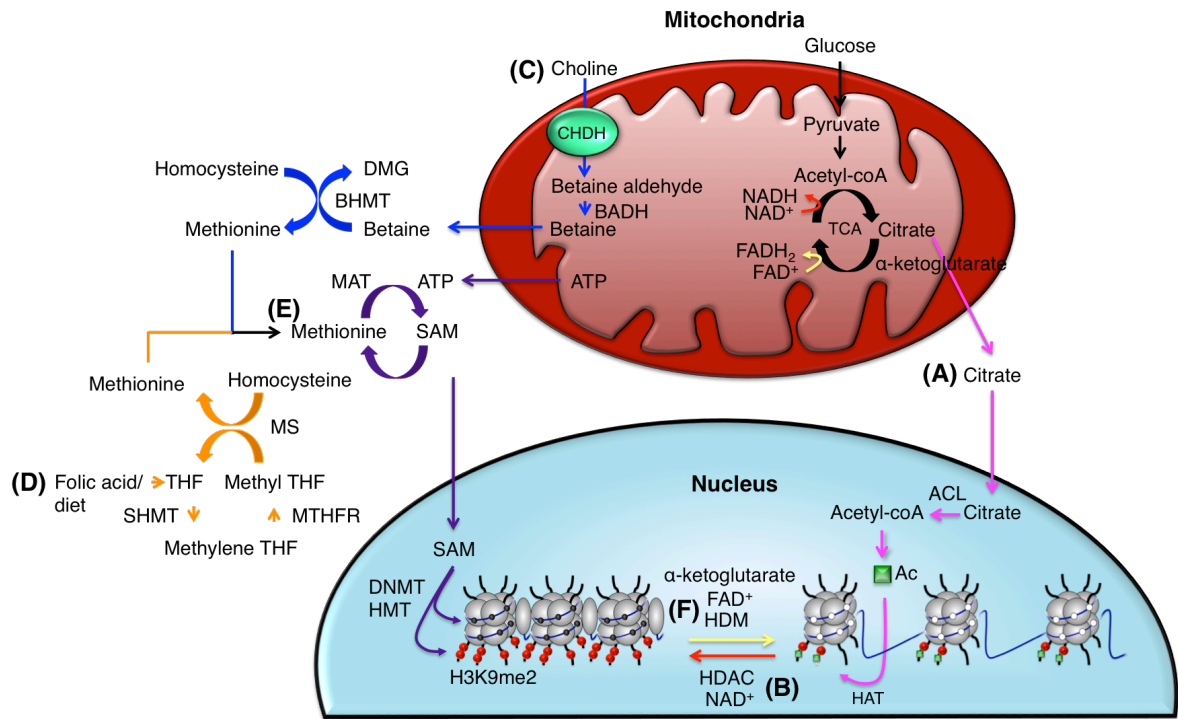 Mitochondria
Glucose
(C) Choline
CHDH
Pyruvate
Homocysteine
DMG
Acetyl-coA
Betaine aldehyde
NADH
NAD+
BHMT
BADH
Methionine
Betaine
Betaine
TCA
Citrate
FADH2
FAD+
α-ketoglutarate
MAT
ATP
ATP
(E)
Methionine
SAM
(A) Citrate
Methionine
Homocysteine
MS
(D) Folic acid/
diet
THF
Methyl THF
Nucleus
SHMT
MTHFR
ACL
Acetyl-coA
Citrate
Methylene THF
SAM
Ac
α-ketoglutarate
DNMT
HMT
FAD+
(F)
HDM
H3K9me2
HDAC
NAD+
(B)
HAT